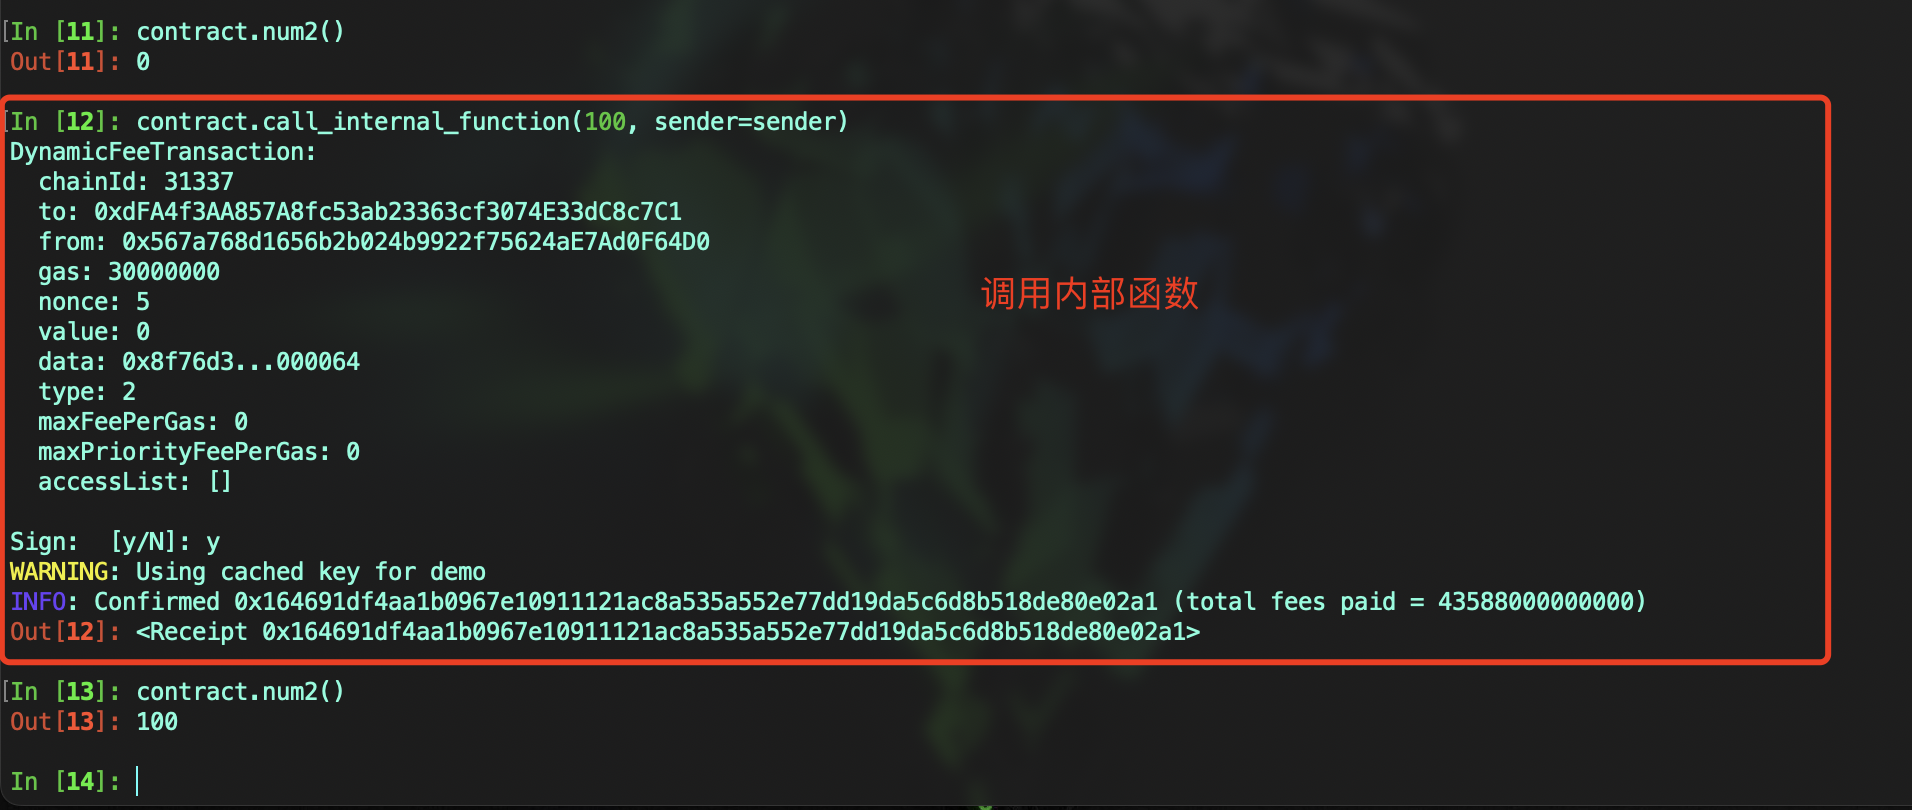 [In [11]: contract.num2()
Out[11]: 0
[In [12]: contract.call_internal_function(100, sender=sender)
DynamicFeeTransaction:
chainId: 31337
to: 0xdFA4f3AA857A8fc53ab23363cf3074E33dC8c7C1
from: 0x567a768d1656b2b024b9922f75624aE7Ad0F64D0
gas: 30000000
调用内部函数
nonce: 5
value: 0
data: 0x8f76d3...000064
type: 2
maxFeePerGas: 0
maxPriorityFeePerGas: 0
accessList: []
Sign:  [y/N]: y
WARNING: Using cached key for demo
INFO: Confirmed 0x164691df4aa1b0967e10911121ac8a535a552e77dd19da5c6d8b518de80e02a1 (total fees paid = 43588000000000)
Out[12]: <Receipt 0x164691df4aa1b0967e10911121ac8a535a552e77dd19da5c6d8b518de80e02a1>
[In [13]: contract.num2()
Out[13]: 100
In [14]: